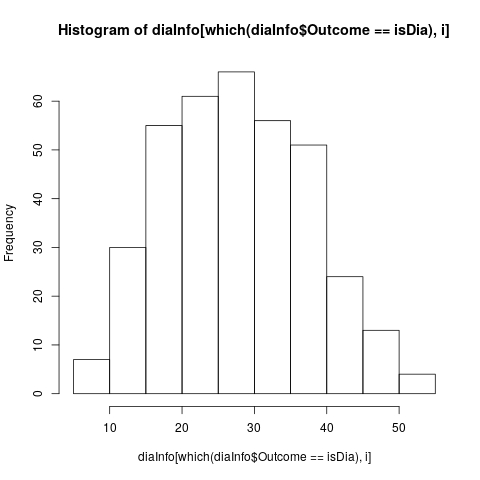 Histogram of diaInfo[which(diaInfo$Outcome == isDia), i]
Frequency
60
50
40
30
20
10
0
10 20 30 40 50
diaInfo[which(diaInfo$Outcome == isDia), i]